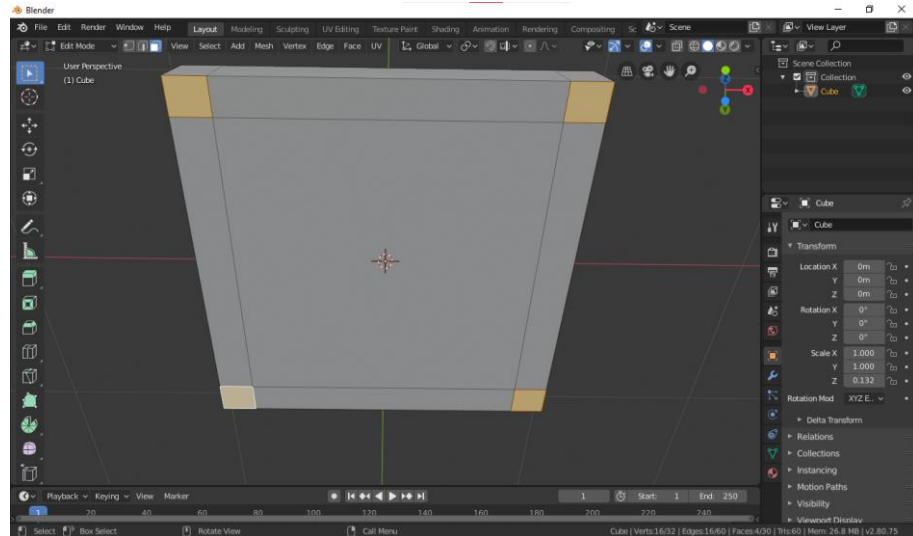 Blender
File Edit Render Window Help Layout Modeling Sculpting UV Editing Texture Paint Shading Animation Rendering Compositing Sc Scene View Layer
Edit Mode View Select Add Mesh Vertex Edge Face UV Global
User Perspective
(1) Cube
Scene Collection
Collection
Cube
Cube
Cube
Transform
Location X 0m
Y 0m
Z 0m
Rotation X 0°
Y 0°
Z 0°
Scale X 1.000
Y 1.000
Z 0.132
Rotation Mod XYZ E..
Delta Transform
Relations
Collections
Instancing
Motion Paths
Visibility
Viewport Display
Playback Keying View Marker 1 Start: 1 End: 250
1 20 40 60 80 100 120 140 160 180 200 220 240
Select Box Select Rotate View Call Menu Cube | Verts:16/32 | Edges:16/60 | Faces:4/30 | Tris:60 | Mem: 26.8 MB | v2.80.75